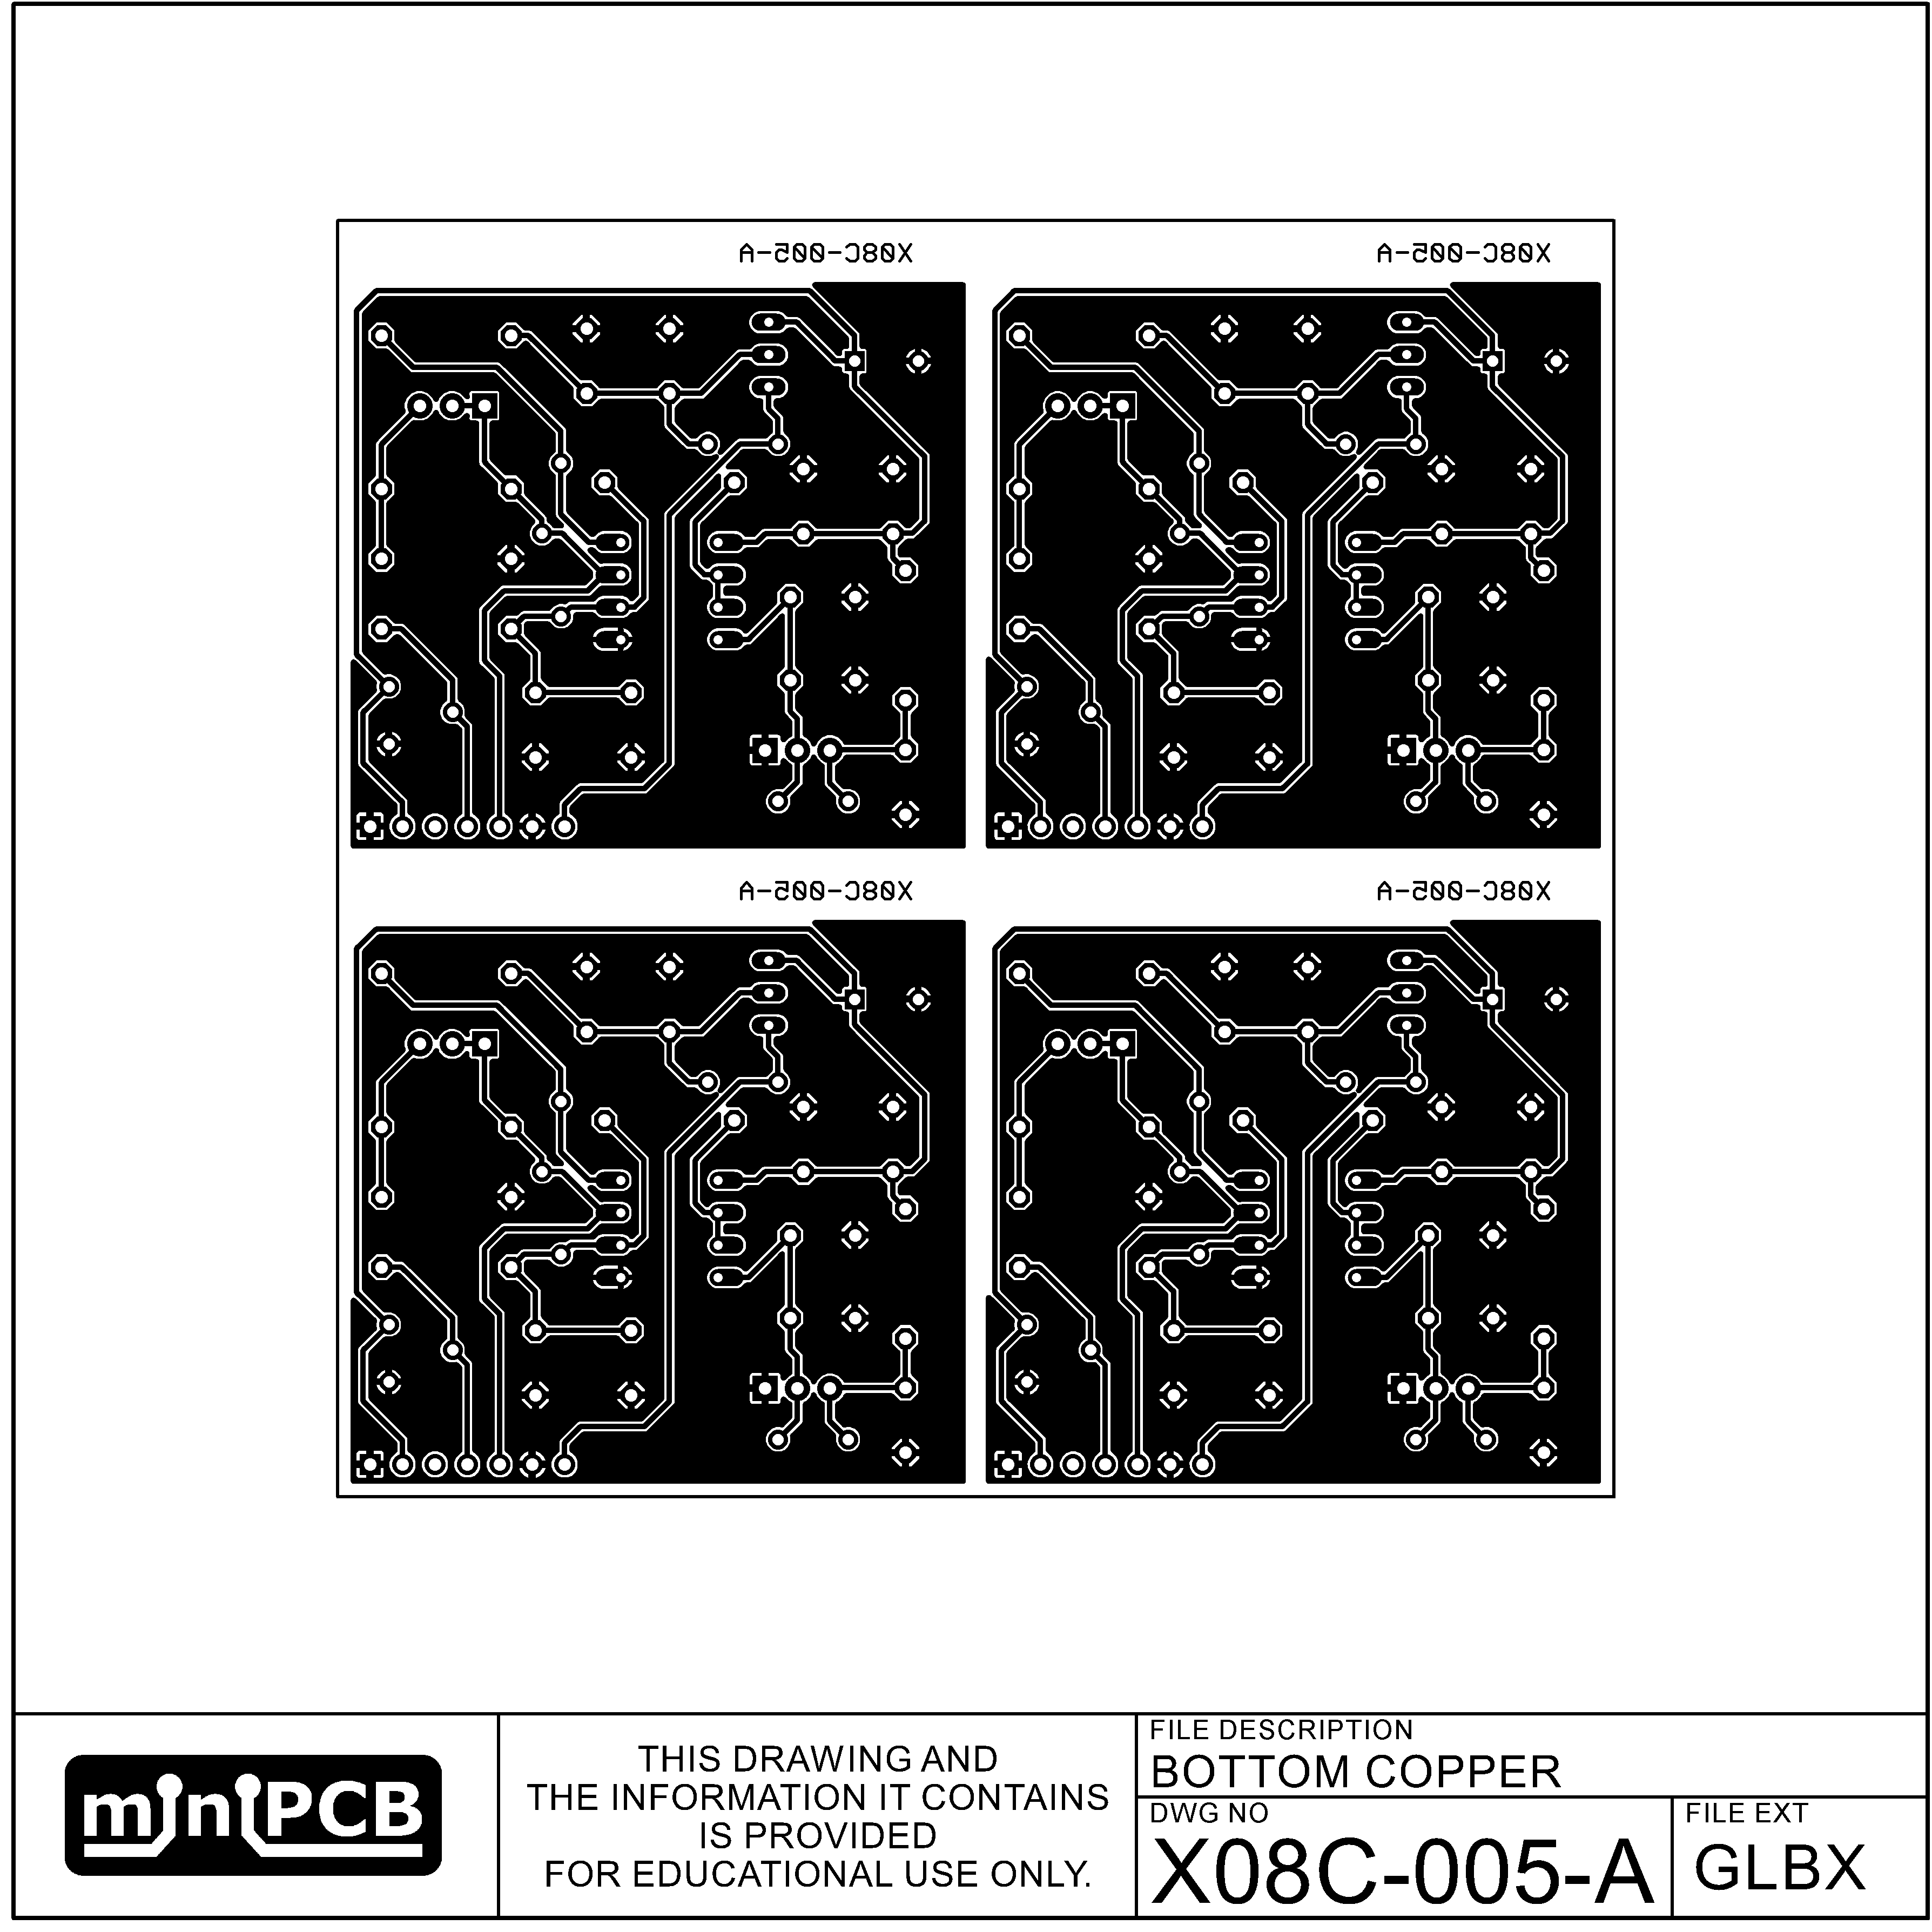 X08C-005-A
X08C-005-A
X08C-005-A
X08C-005-A
miniPCB
THIS DRAWING AND
THE INFORMATION IT CONTAINS
IS PROVIDED
FOR EDUCATIONAL USE ONLY.
FILE DESCRIPTION
BOTTOM COPPER
DWG NO
X08C-005-A
FILE EXT
GLBX